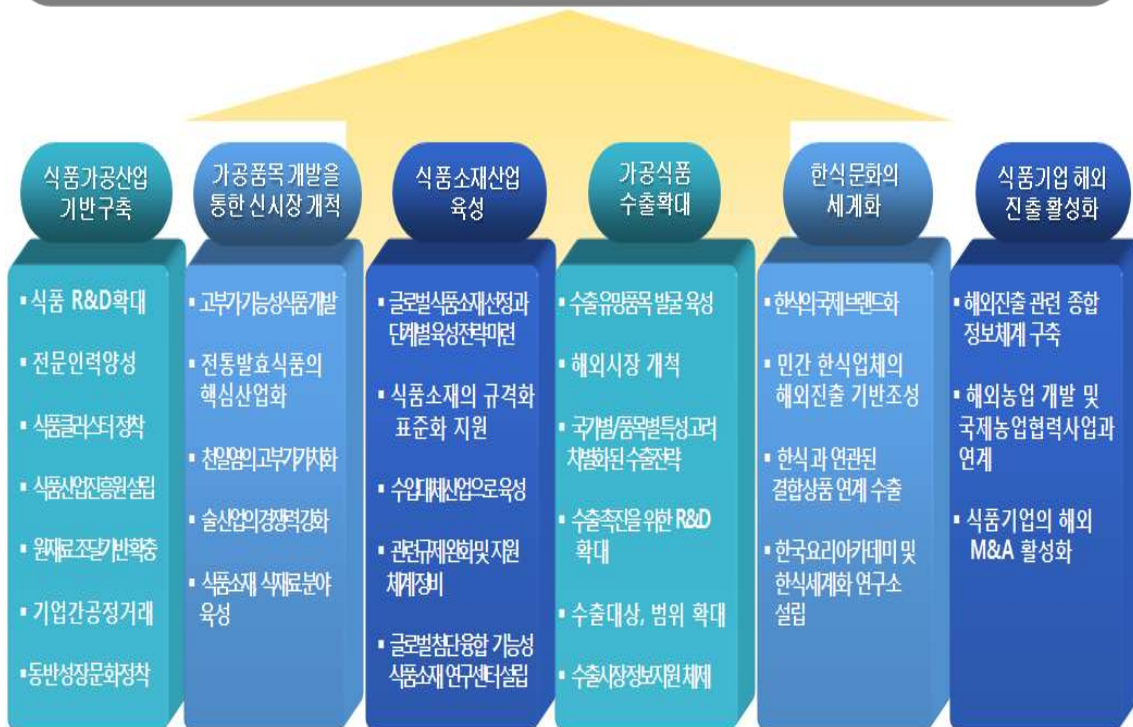 식품가공산업
기반구축
식품 R&D확대
전문인력양성
식품클러스터 정착
식품산업진흥원 설립
원재료조달기반확충
기업간공정거래
동반성장문화정착
가공품목 개발을
통한 신시장 개척
고부가기능성식품개발
전통발효식품의
핵심산업화
천일염의고부가가치화
술산업의경쟁력강화
식품소재 식재료분야
육성
식품소재산업
육성
글로벌식품소재선정과
단계별육성전략마련
식품소재의 규격화
표준화 지원
수입대체산업으로육성
관련규제완화및지원
체계정비
글로벌첨단융합 기능성
식품소재 연구센터설립
가공식품
수출확대
수출유망품목 발굴 육성
해외시장 개척
국가별/품목별특성고려
차별화된 수출전략
수출촉진을 위한 R&D
확대
수출대상, 범위 확대
수출시장정보지원 체제
한식문화의
세계화
한식의국제브랜드화
민간 한식업체의
해외진출 기반조성
한식과 연관된
결합상품 연계 수출
한국요리아카데미 및
한식세계화 연구소
설립
식품기업 해외
진출 활성화
해외진출 관련 종합
정보체계 구축
해외농업 개발 및
국제농업협력사업과
연계
식품기업의 해외
M&A 활성화